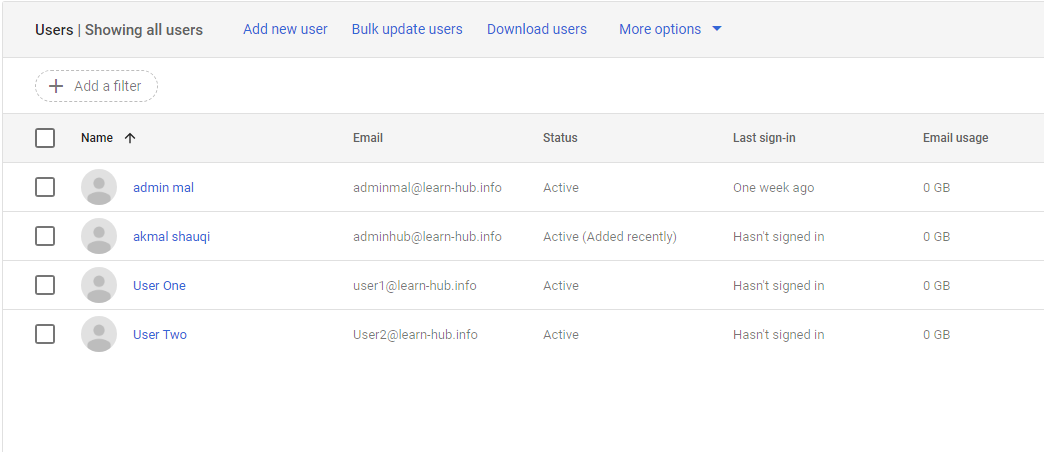 Users | Showing all users Add new user Bulk update users Download users More options
Add a filter
Name Email Status Last sign-in Email usage
admin mal adminmal@learn-hub.info Active One week ago 0 GB
akmal shauqi adminhub@learn-hub.info Active (Added recently) Hasn't signed in 0 GB
User One user1@learn-hub.info Active Hasn't signed in 0 GB
User Two User2@learn-hub.info Active Hasn't signed in 0 GB